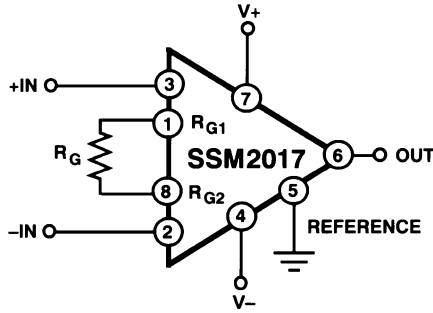 V+
+IN
3
7
1
RG1
RG
SSM2017
6
OUT
8
RG2
5
4
REFERENCE
–IN
2
V–